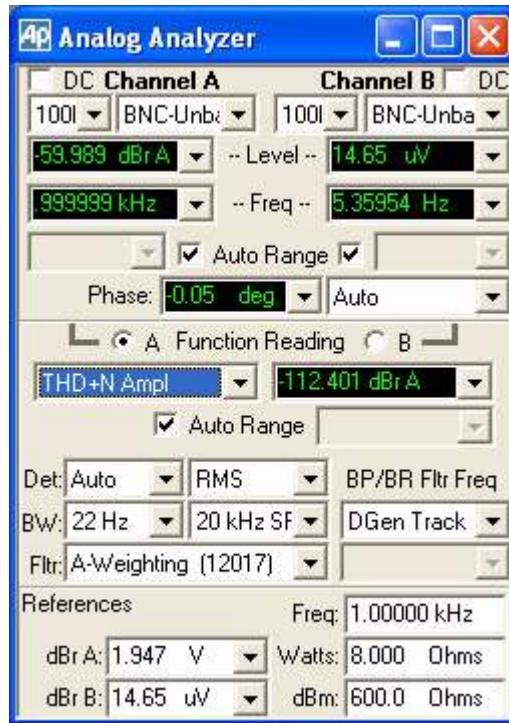 Ap Analog Analyzer
DC Channel A Channel B DC
100 BNC-Unba 100 BNC-Unba
-59.989 dBr A -- Level -- 14.65 uV
.999999 kHz -- Freq -- 5.35954 Hz
Auto Range
Phase: -0.05 deg Auto
A Function Reading B
THD+N Ampl -112.401 dBr A
Auto Range
Det: Auto RMS BP/BR Fltr Freq
BW: 22 Hz 20 kHz SF DGen Track
Fltr: A-Weighting (12017)
References Freq: 1.00000 kHz
dBr A: 1.947 V Watts: 8.000 Ohms
dBr B: 14.65 uV dBm: 600.0 Ohms